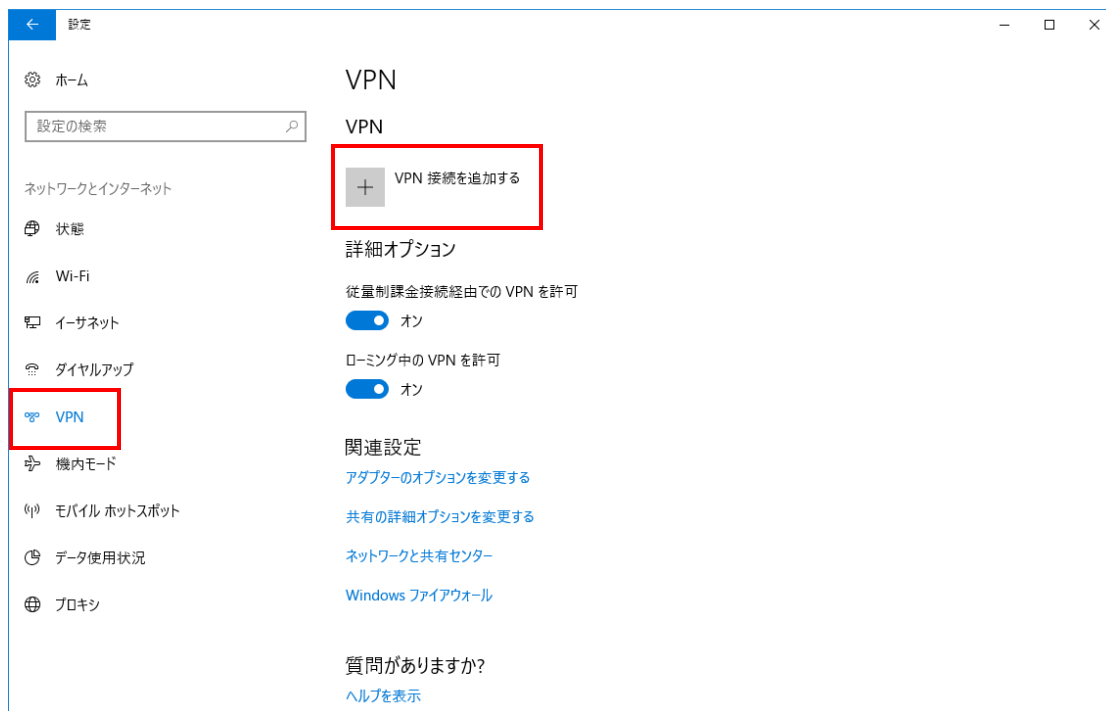 設定
ホーム
設定の検索
ネットワークとインターネット
状態
Wi-Fi
イーサネット
ダイヤルアップ
VPN
機内モード
モバイル ホットスポット
データ使用状況
プロキシ
VPN
VPN
VPN 接続を追加する
詳細オプション
従量制課金接続経由での VPN を許可
オン
ローミング中の VPN を許可
オン
関連設定
アダプターのオプションを変更する
共有の詳細オプションを変更する
ネットワークと共有センター
Windows ファイアウォール
質問がありますか?
ヘルプを表示